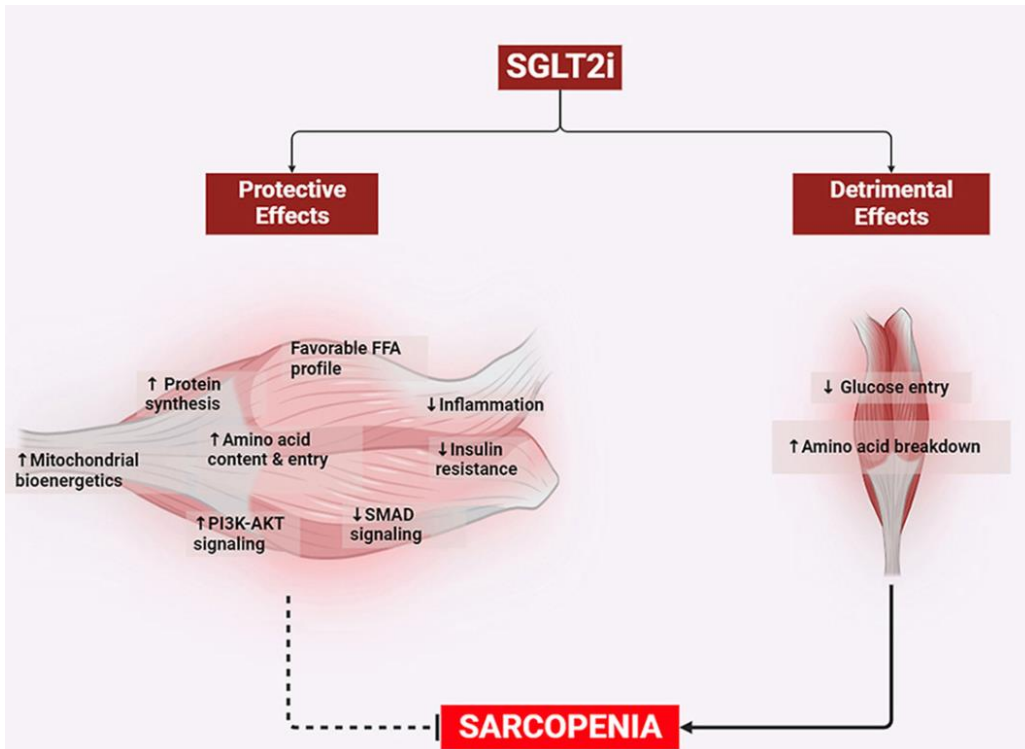 SGLT2i
Protective
Effects
Detrimental
Effects
Favorable FFA
profile
↑ Protein
synthesis
↓Inflammation
↑Amino acid
content & entry
↓Insulin
resistance
↑Mitochondrial
bioenergetics
↑PI3K-AKT
signaling
↓SMAD
signaling
↓ Glucose entry
↑Amino acid breakdown
SARCOPENIA